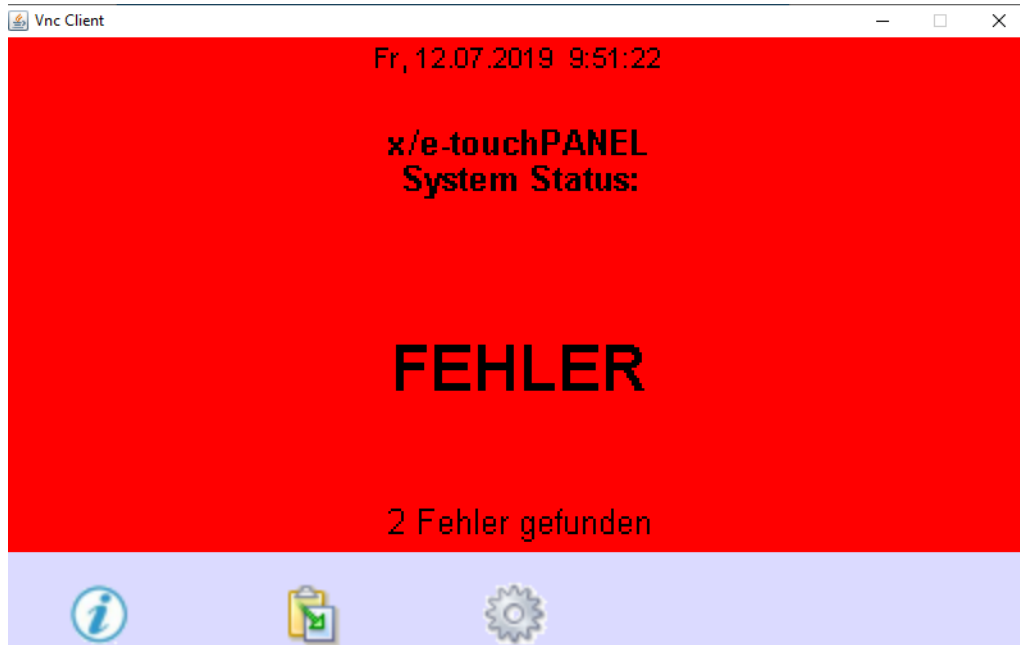 Vnc Client
Fr, 12.07.2019 9:51:22
x/e-touchPANEL
System Status:
FEHLER
2 Fehler gefunden